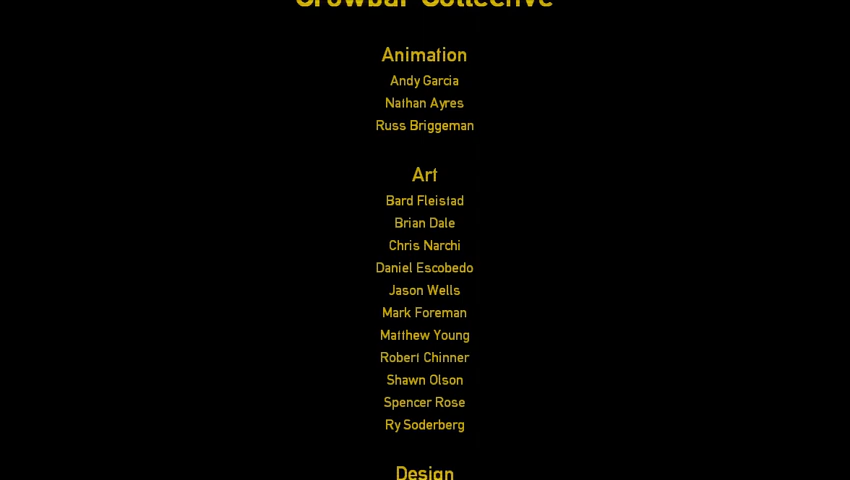 Crowbar Collective
Animation
Andy Garcia
Nathan Ayres
Russ Briggeman
Art
Bard Fleistad
Brian Dale
Chris Narchi
Daniel Escobedo
Jason Wells
Mark Foreman
Matthew Young
Robert Chinner
Shawn Olson
Spencer Rose
Ry Soderberg
Design